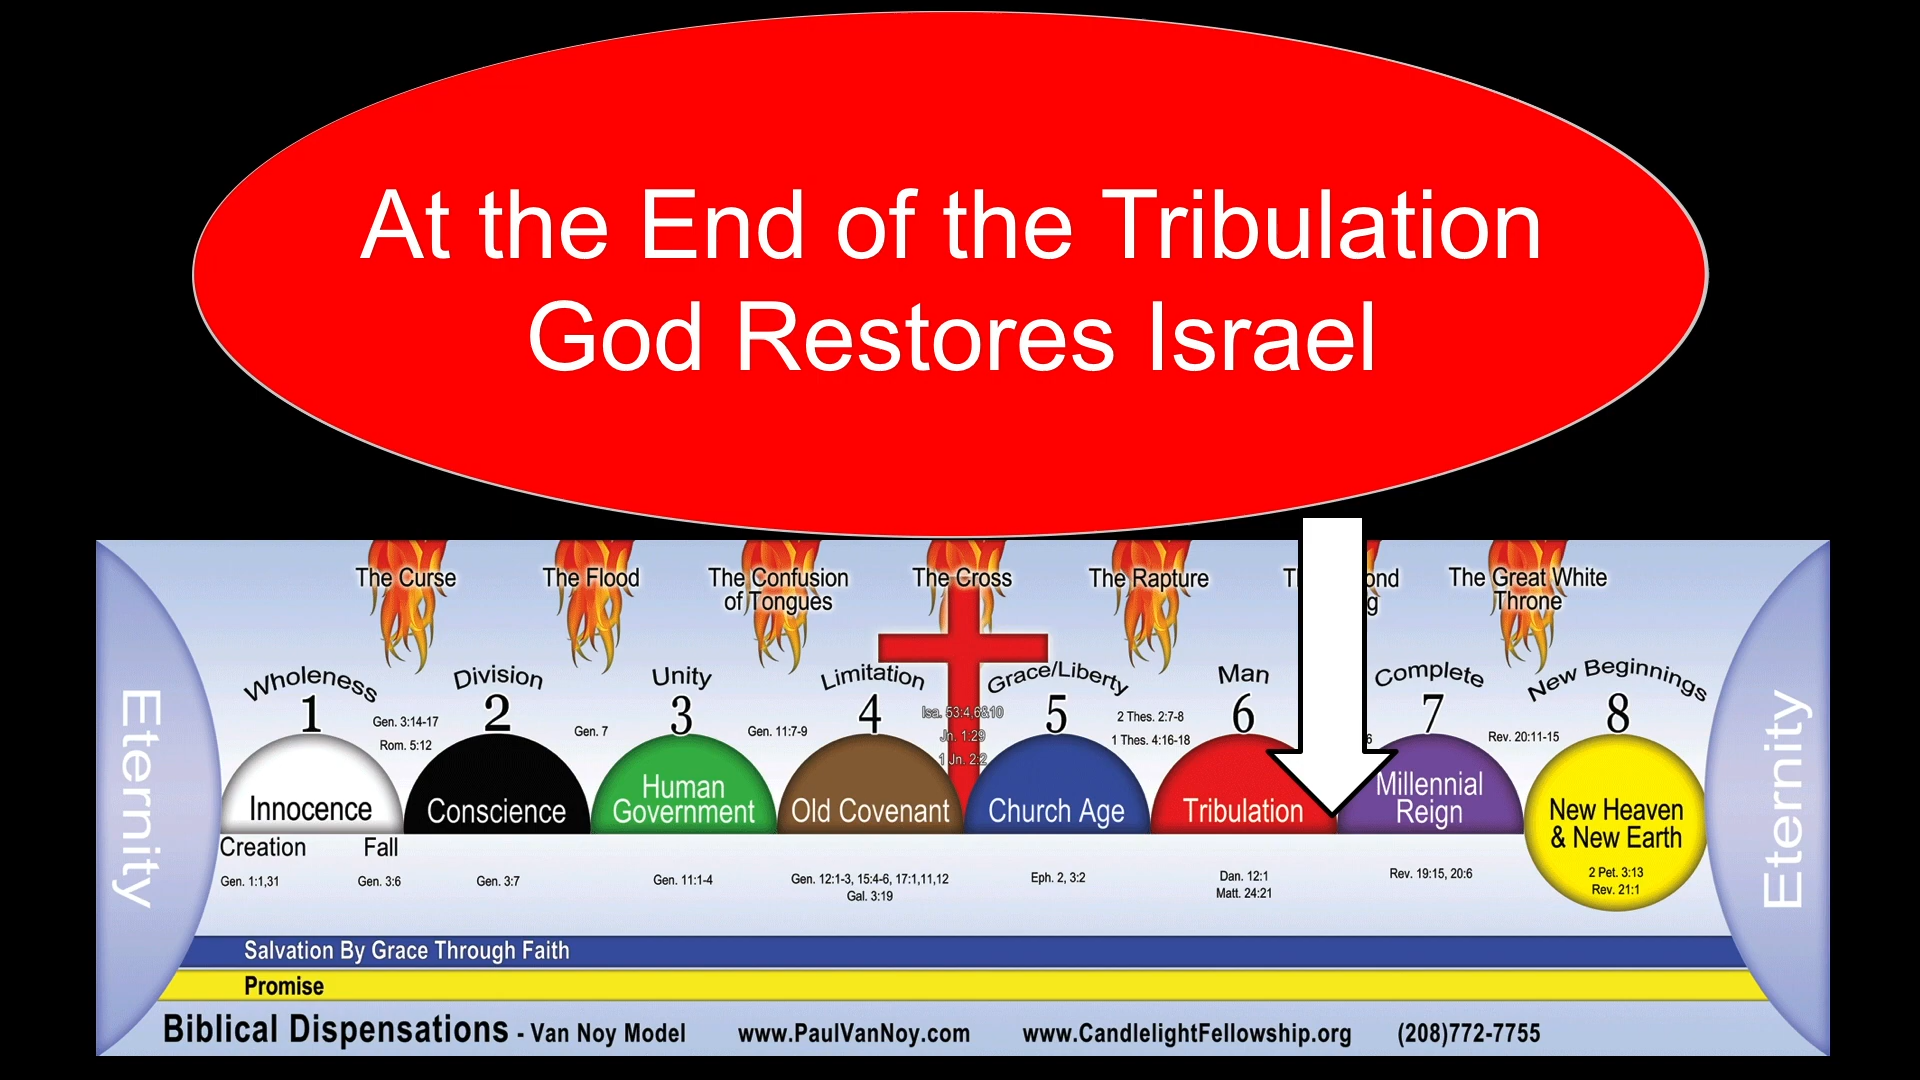 At the End of the Tribulation
God Restores Israel
The Curse
The Flood
The Confusion
of Tongues
The Cross
The Rapture
The Great White
Throne
Wholeness
Division
Unity
Limitation
Grace/Liberty
Man
Complete
New Beginnings
1
2
3
4
5
6
7
8
Gen. 3:14-17
Rom. 5:12
Gen. 7
Gen. 11:7-9
Isa. 53:4,6&10
Jn. 1:29
1 Jn. 2:2
2 Thes. 2:7-8
1 Thes. 4:16-18
Rev. 20:11-15
Eternity
Innocence
Conscience
Human
Government
Old Covenant
Church Age
Tribulation
Millennial
Reign
New Heaven
& New Earth
2 Pet. 3:13
Rev. 21:1
Eternity
Creation
Fall
Gen. 1:1,31
Gen. 3:6
Gen. 3:7
Gen. 11:1-4
Gen. 12:1-3, 15:4-6, 17:1,11,12
Gal. 3:19
Eph. 2, 3:2
Dan. 12:1
Matt. 24:21
Rev. 19:15, 20:6
Salvation By Grace Through Faith
Promise
Biblical Dispensations - Van Noy Model www.PaulVanNoy.com www.CandlelightFellowship.org (208)772-7755